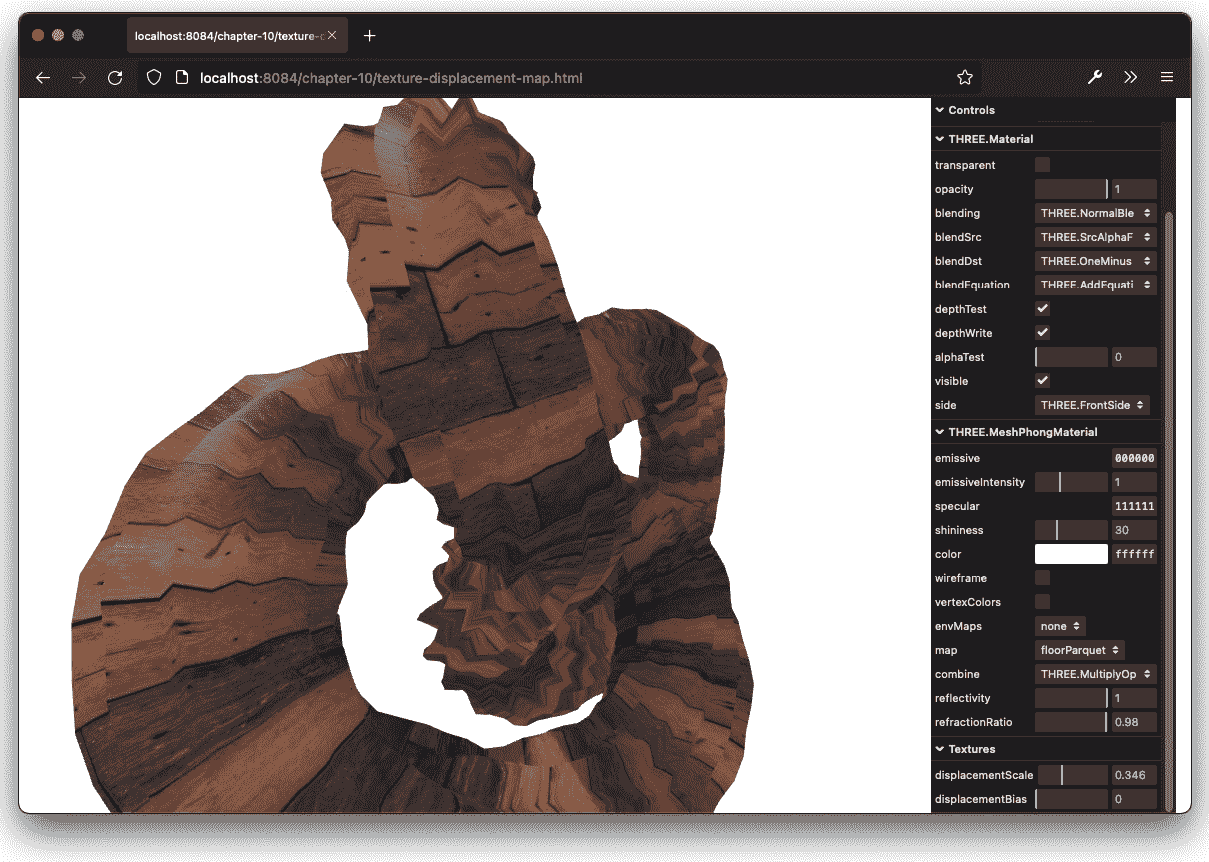 localhost:8084/chapter-10/texture-d
localhost:8084/chapter-10/texture-displacement-map.html
Controls
THREE.Material
transparent
opacity 1
blending THREE.NormalBle
blendSrc THREE.SrcAlphaF
blendDst THREE.OneMinus
blendEquation THREE.AddEquati
depthTest
depthWrite
alphaTest 0
visible
side THREE.FrontSide
THREE.MeshPhongMaterial
emissive 000000
emissiveIntensity 1
specular 111111
shininess 30
color ffffff
wireframe
vertexColors
envMaps none
map floorParquet
combine THREE.MultiplyOp
reflectivity 1
refractionRatio 0.98
Textures
displacementScale 0.346
displacementBias 0